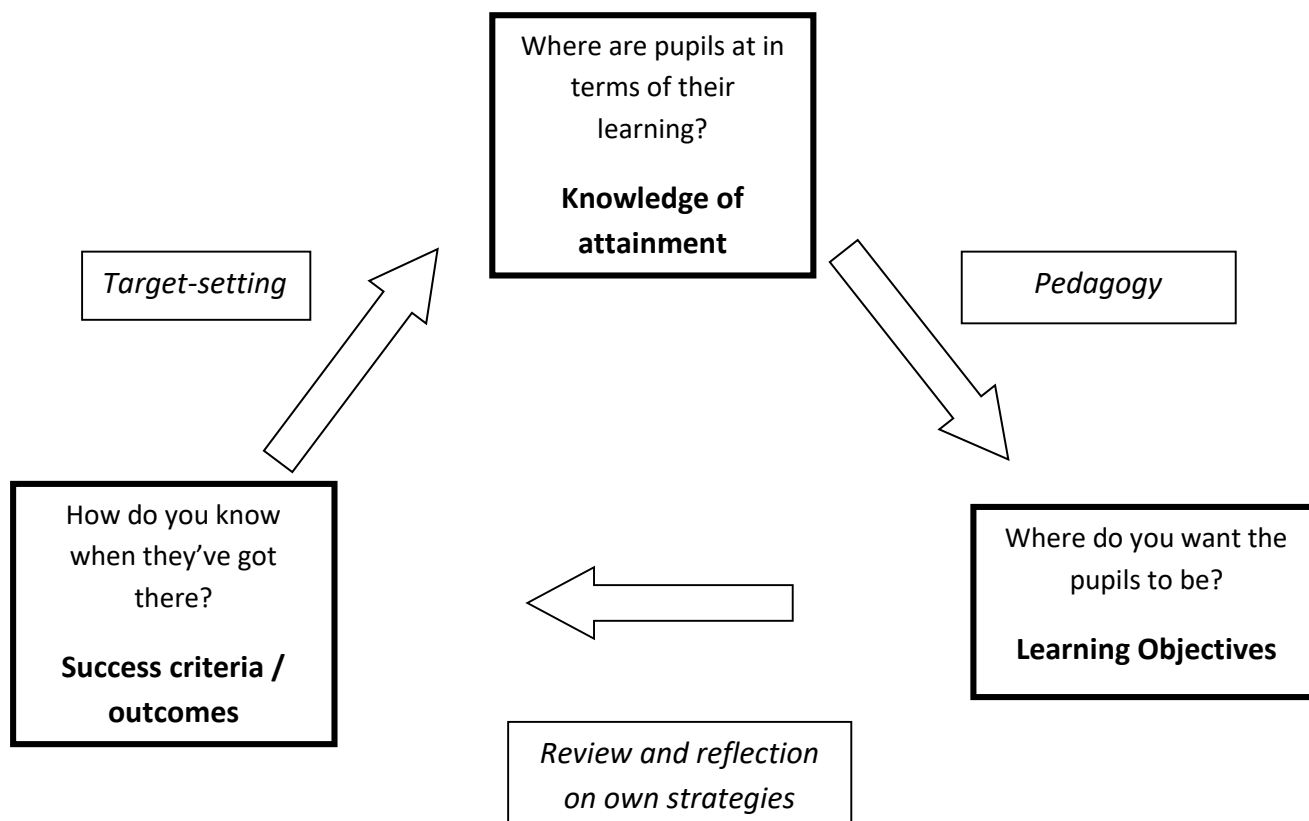 Where are pupils at in
terms of their
learning?
Knowledge of
attainment
Target-setting
Pedagogy
How do you know
when they’ve got
there?
Success criteria /
outcomes
Where do you want the
pupils to be?
Learning Objectives
Review and reflection
on own strategies